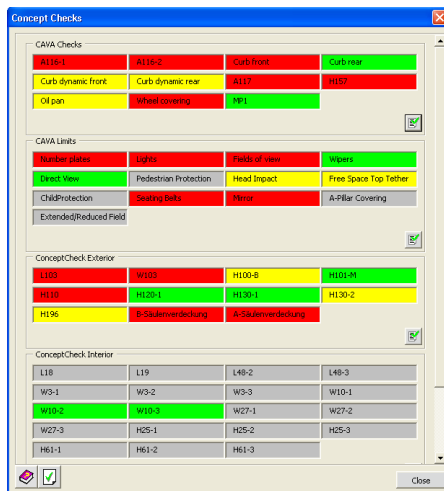 Concept Checks
CAVA Checks
A116-1 A116-2 Curb front Curb rear
Curb dynamic front Curb dynamic rear A117 H157
Oil pan Wheel covering MP1
CAVA Limits
Number plates Lights Fields of view Wipers
Direct View Pedestrian Protection Head Impact Free Space Top Tether
ChildProtection Seating Belts Mirror A-Pillar Covering
Extended/Reduced Field
ConceptCheck Exterior
L103 W103 H100-B H101-M
H110 H120-1 H130-1 H130-2
H196 B-Säulenverdeckung A-Säulenverdeckung
ConceptCheck Interior
L18 L19 L48-2 L48-3
W3-1 W3-2 W3-3 W10-1
W10-2 W10-3 W27-1 W27-2
W27-3 H25-1 H25-2 H25-3
H61-1 H61-2 H61-3
Close